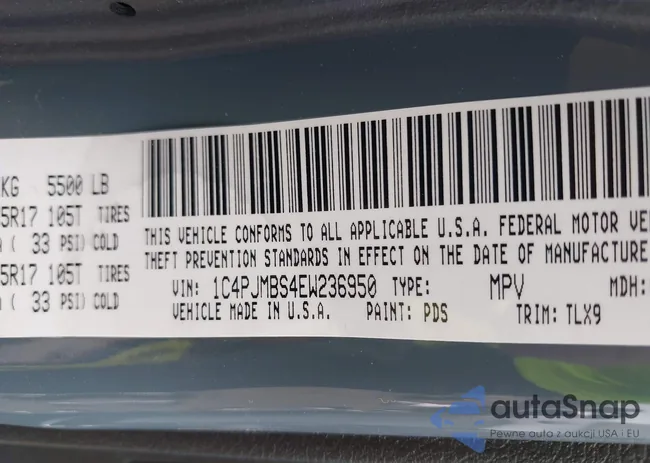 KG 5500 LB
5R17 105T TIRES
33 PSI) COLD
5R17 105T TIRES
33 PSI) COLD
THIS VEHICLE CONFORMS TO ALL APPLICABLE U.S.A. FEDERAL MOTOR VE
THEFT PREVENTION STANDARDS IN EFFECT ON THE DATE OF MANUFACTURE
VIN: 1C4PJMBS4EW236950 TYPE: MPV MDH:
VEHICLE MADE IN U.S.A. PAINT: PDS TRIM: TLX9
autaSnap
Pewne auta z aukcji USA i EU